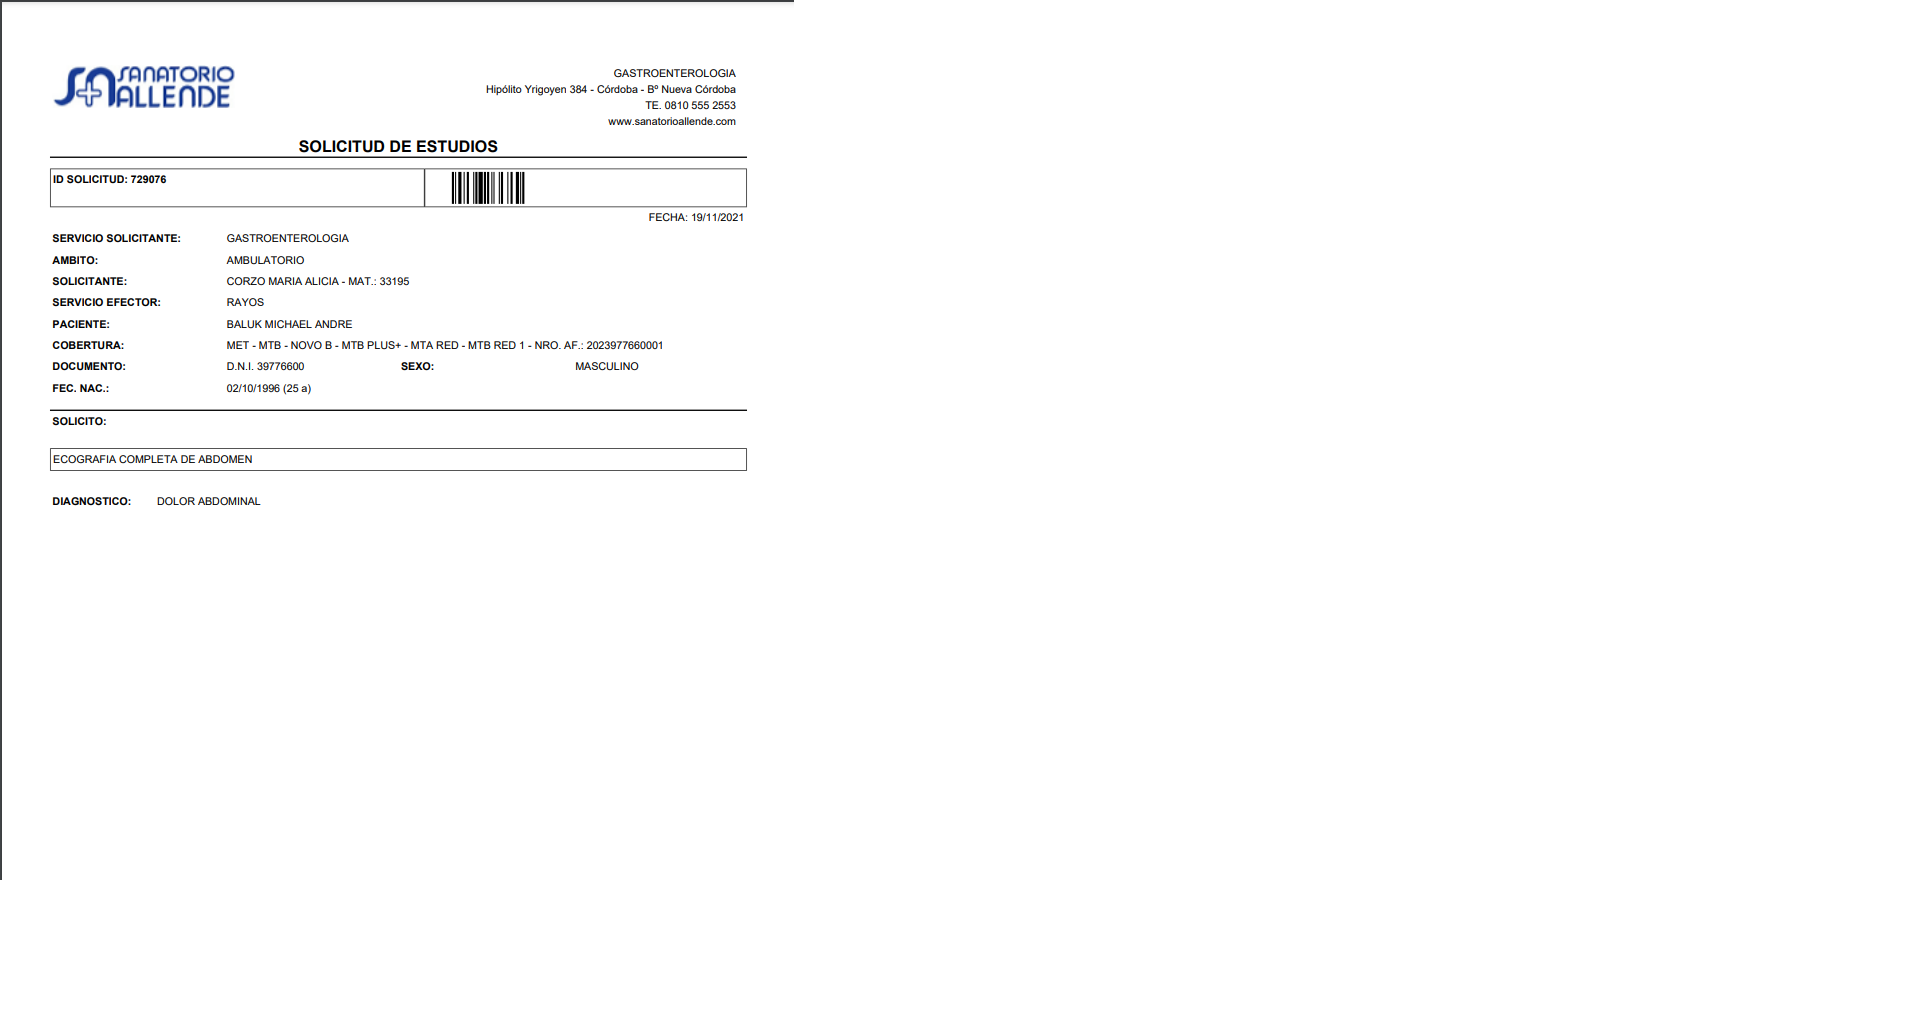 SANATORIO
ALLENDE
GASTROENTEROLOGIA
Hipólito Yrigoyen 384 - Córdoba - Bº Nueva Córdoba
TE. 0810 555 2553
www.sanatorioallende.com
SOLICITUD DE ESTUDIOS
ID SOLICITUD: 729076
FECHA: 19/11/2021
SERVICIO SOLICITANTE: GASTROENTEROLOGIA
AMBITO: AMBULATORIO
SOLICITANTE: CORZO MARIA ALICIA - MAT.: 33195
SERVICIO EFECTOR: RAYOS
PACIENTE: BALUK MICHAEL ANDRE
COBERTURA: MET - MTB - NOVO B - MTB PLUS+ - MTA RED - MTB RED 1 - NRO. AF.: 2023977660001
DOCUMENTO: D.N.I. 39776600 SEXO: MASCULINO
FEC. NAC.: 02/10/1996 (25 a)
SOLICITO:
ECOGRAFIA COMPLETA DE ABDOMEN
DIAGNOSTICO: DOLOR ABDOMINAL